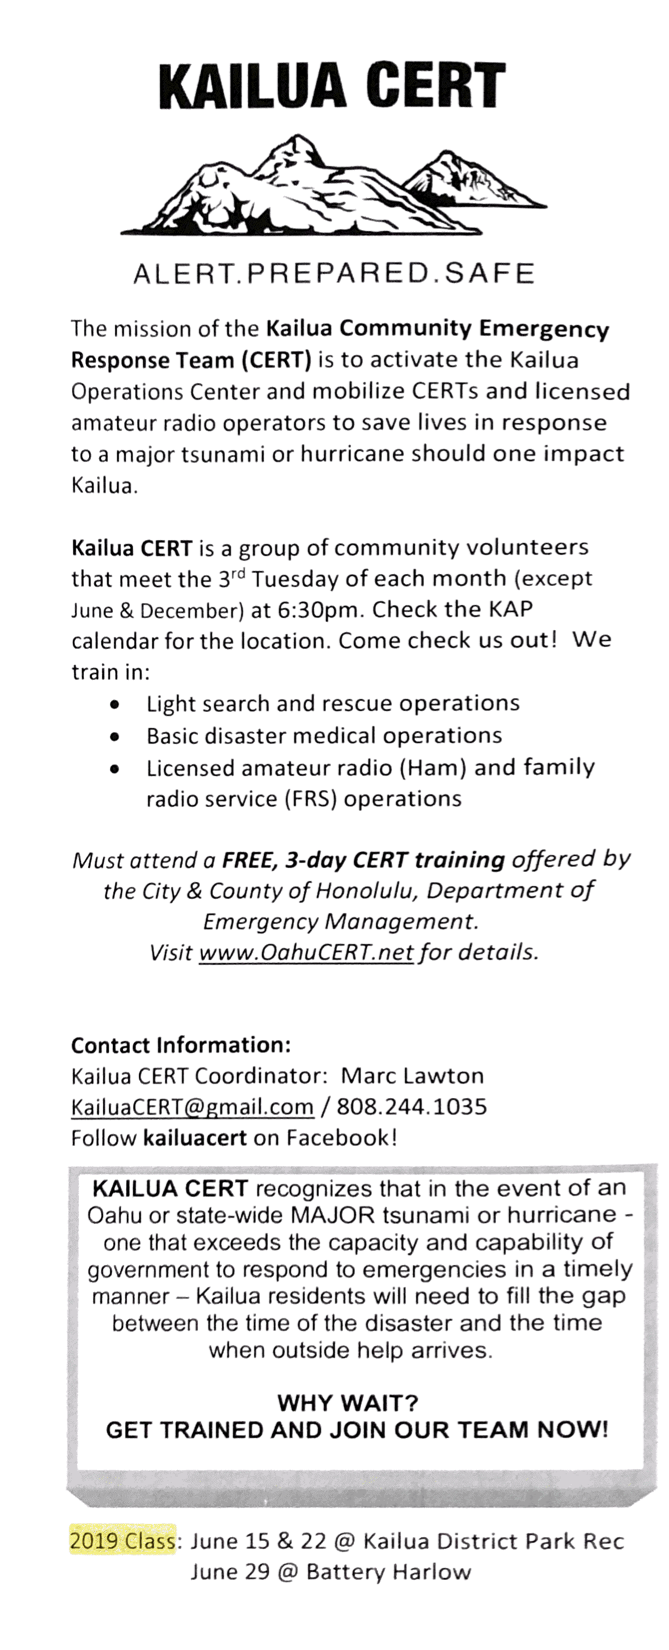 KAILUA CERT
ALERT.PREPARED.SAFE
The mission of the Kailua Community Emergency
Response Team (CERT) is to activate the Kailua
Operations Center and mobilize CERTs and licensed
amateur radio operators to save lives in response
to a major tsunami or hurricane should one impact
Kailua.
Kailua CERT is a group of community volunteers
that meet the 3rd Tuesday of each month (except
June & December) at 6:30pm. Check the KAP
calendar for the location. Come check us out! We
train in:
• Light search and rescue operations
• Basic disaster medical operations
• Licensed amateur radio (Ham) and family
radio service (FRS) operations
Must attend a FREE, 3-day CERT training offered by
the City & County of Honolulu, Department of
Emergency Management.
Visit www.OahuCERT.net for details.
Contact Information:
Kailua CERT Coordinator: Marc Lawton
KailuaCERT@gmail.com / 808.244.1035
Follow kailuacert on Facebook!
KAILUA CERT recognizes that in the event of an
Oahu or state-wide MAJOR tsunami or hurricane -
one that exceeds the capacity and capability of
government to respond to emergencies in a timely
manner – Kailua residents will need to fill the gap
between the time of the disaster and the time
when outside help arrives.
WHY WAIT?
GET TRAINED AND JOIN OUR TEAM NOW!
2019 Class: June 15 & 22 @ Kailua District Park Rec
June 29 @ Battery Harlow